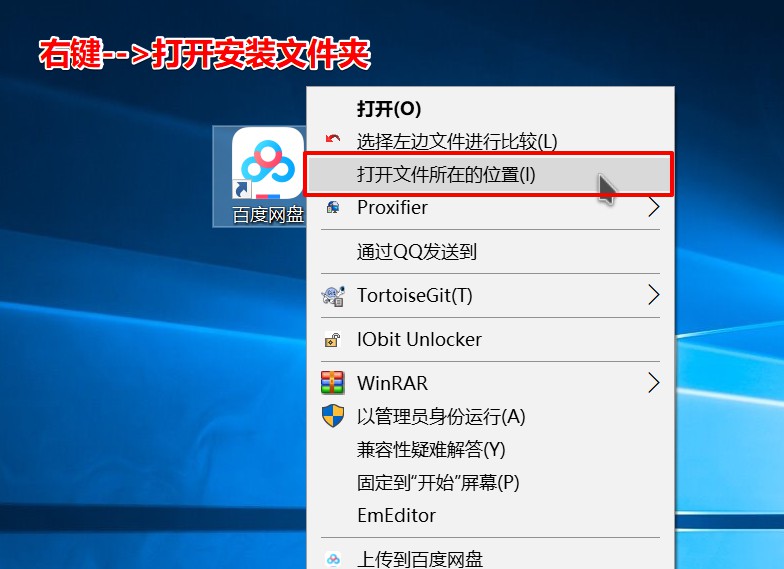 右键-->打开安装文件夹
百度网盘
打开(O)
选择左边文件进行比较(L)
打开文件所在的位置(I)
Proxifier
通过QQ发送到
TortoiseGit(T)
IObit Unlocker
WinRAR
以管理员身份运行(A)
兼容性疑难解答(Y)
固定到“开始”屏幕(P)
EmEditor
上传到百度网盘